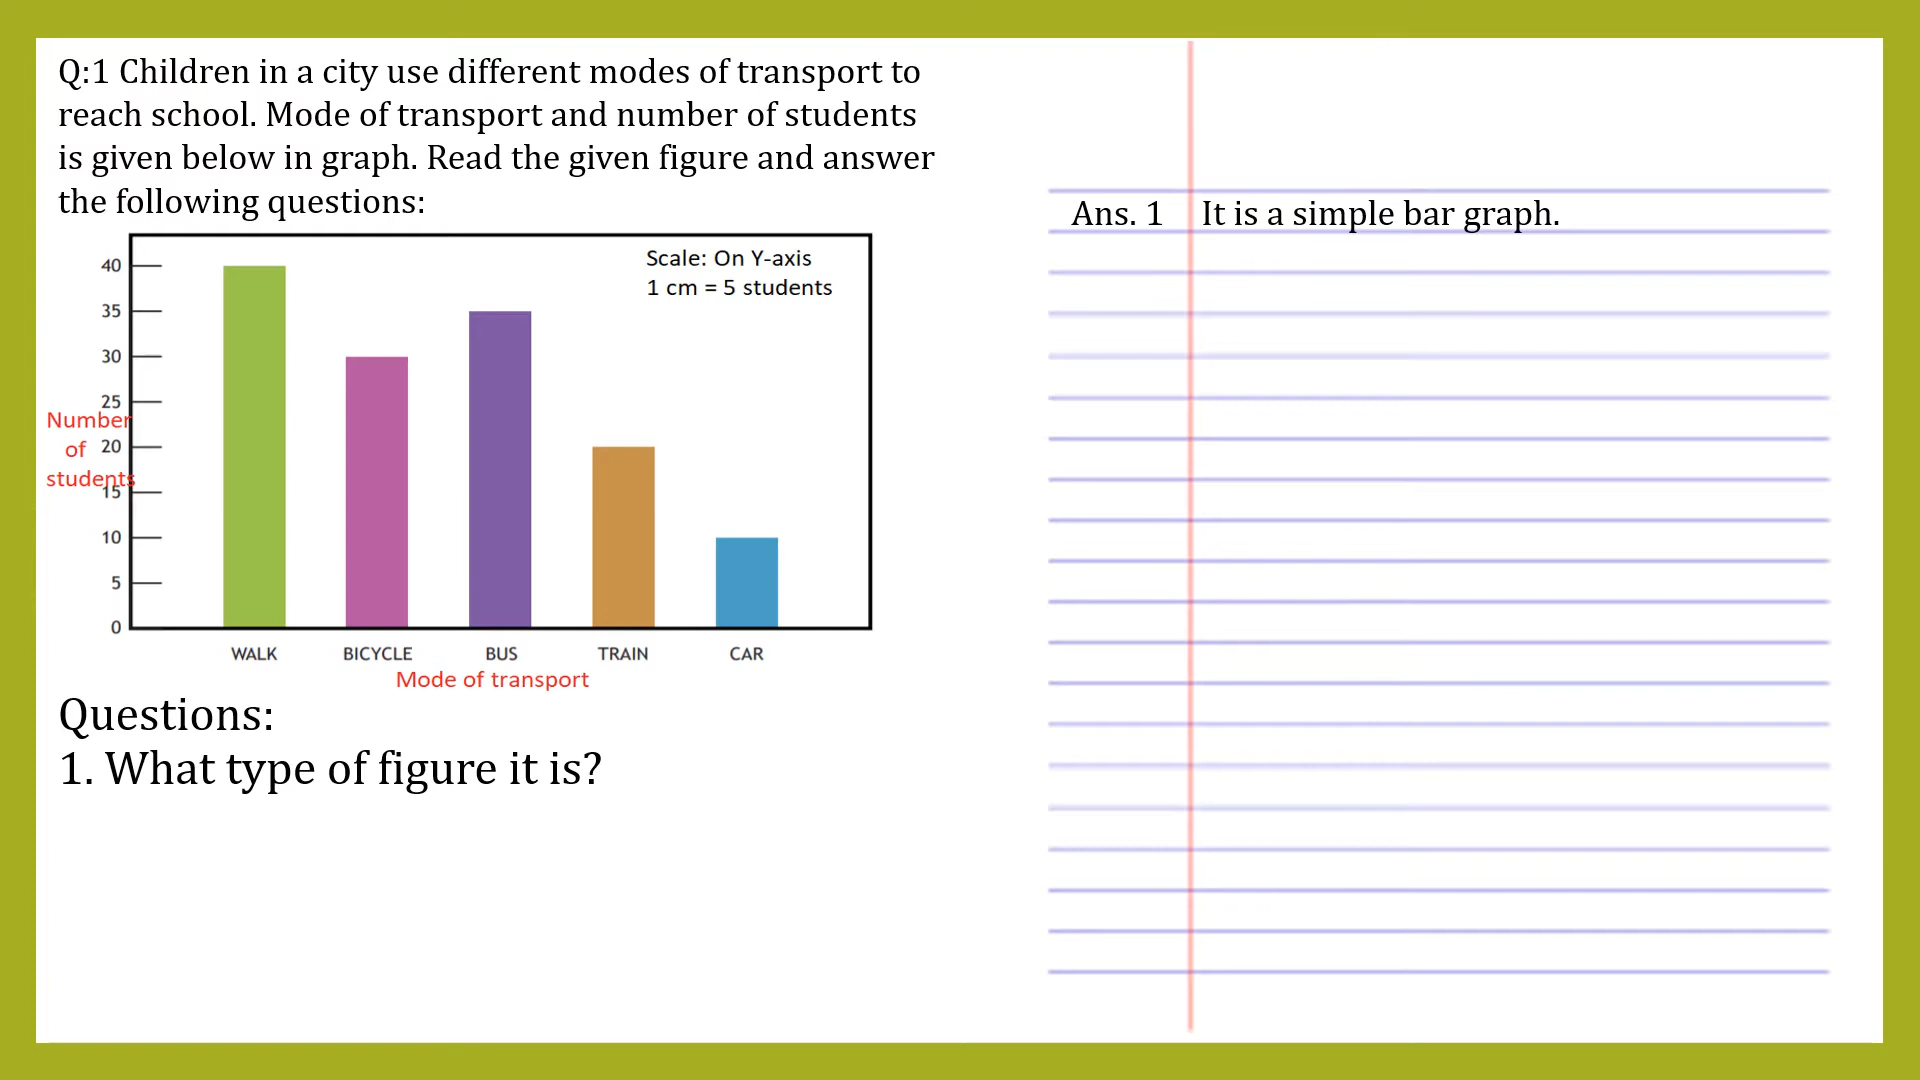 Q:1 Children in a city use different modes of transport to
reach school. Mode of transport and number of students
is given below in graph. Read the given figure and answer
the following questions:
Scale: On Y-axis
1 cm = 5 students
40
35
30
25
20
15
10
5
0
Number
of
students
WALK BICYCLE BUS TRAIN CAR
Mode of transport
Questions:
1. What type of figure it is?
Ans. 1 It is a simple bar graph.